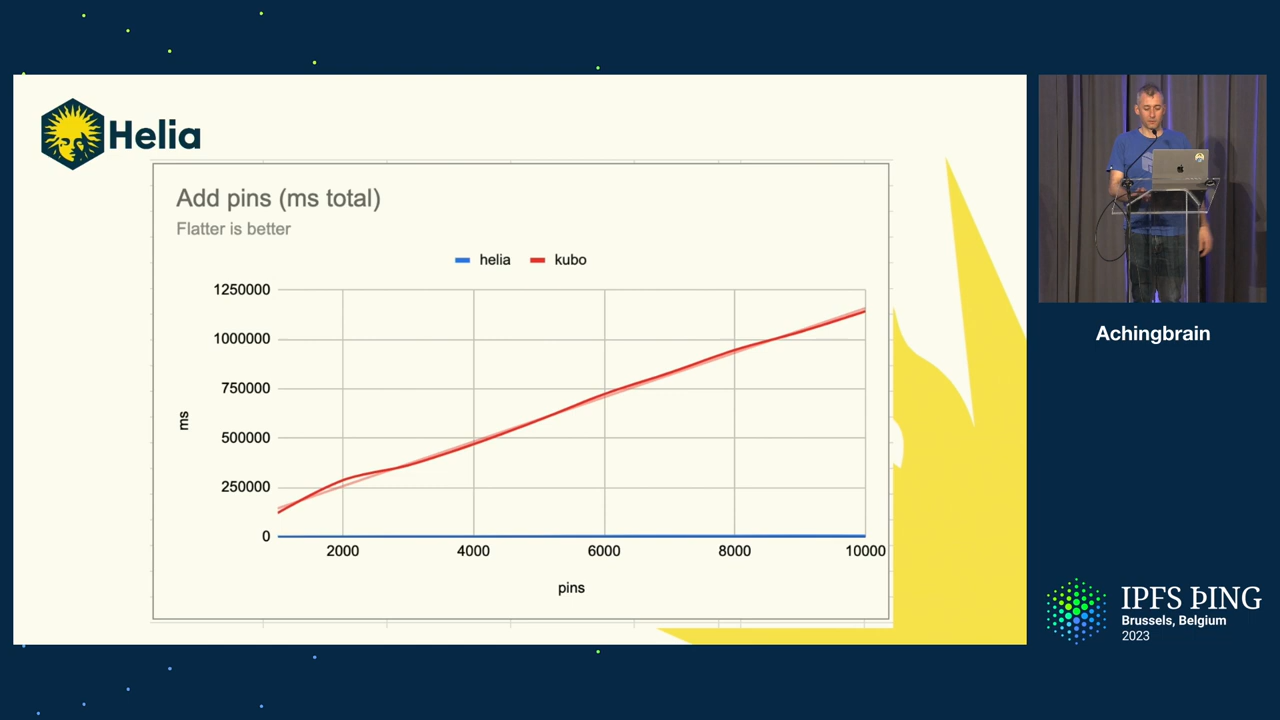 Helia
Add pins (ms total)
Flatter is better
helia kubo
1250000
1000000
750000
500000
250000
0
ms
2000 4000 6000 8000 10000
pins
Achingbrain
IPFS ÞING
Brussels, Belgium
2023